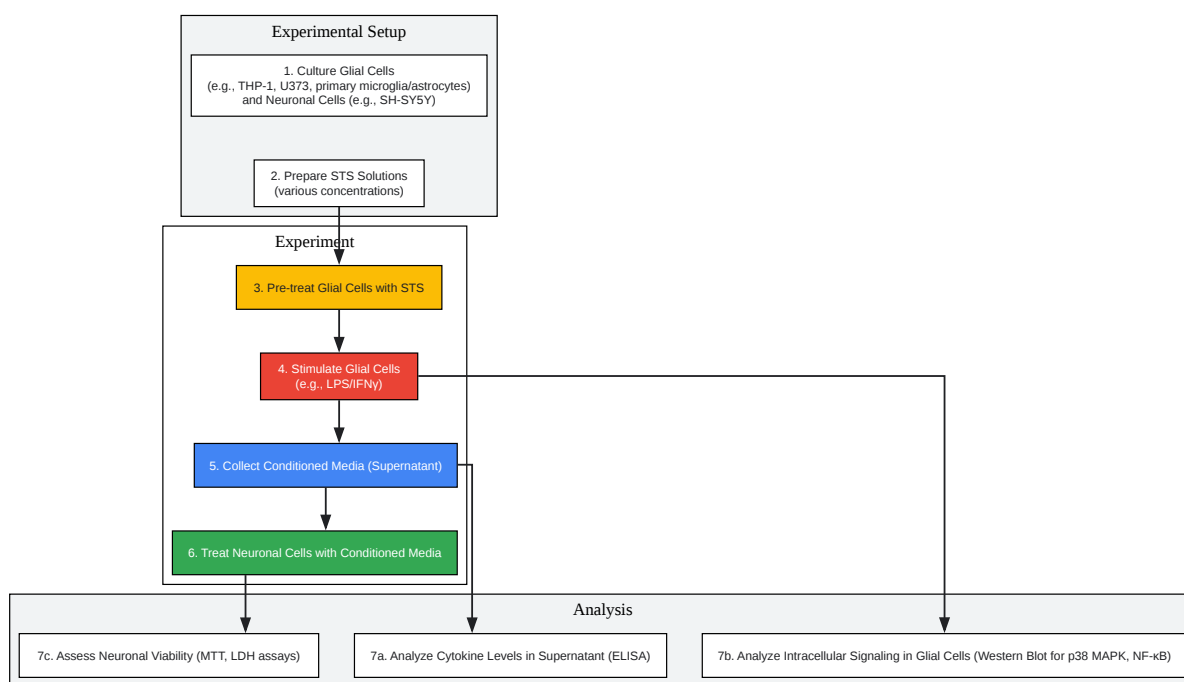 Experimental Setup
1. Culture Glial Cells
(e.g., THP-1, U373, primary microglia/astrocytes)
and Neuronal Cells (e.g., SH-SY5Y)
2. Prepare STS Solutions
(various concentrations)
Experiment
3. Pre-treat Glial Cells with STS
4. Stimulate Glial Cells
(e.g., LPS/IFNγ)
5. Collect Conditioned Media (Supernatant)
6. Treat Neuronal Cells with Conditioned Media
Analysis
7c. Assess Neuronal Viability (MTT, LDH assays)
7a. Analyze Cytokine Levels in Supernatant (ELISA)
7b. Analyze Intracellular Signaling in Glial Cells (Western Blot for p38 MAPK, NF-κB)